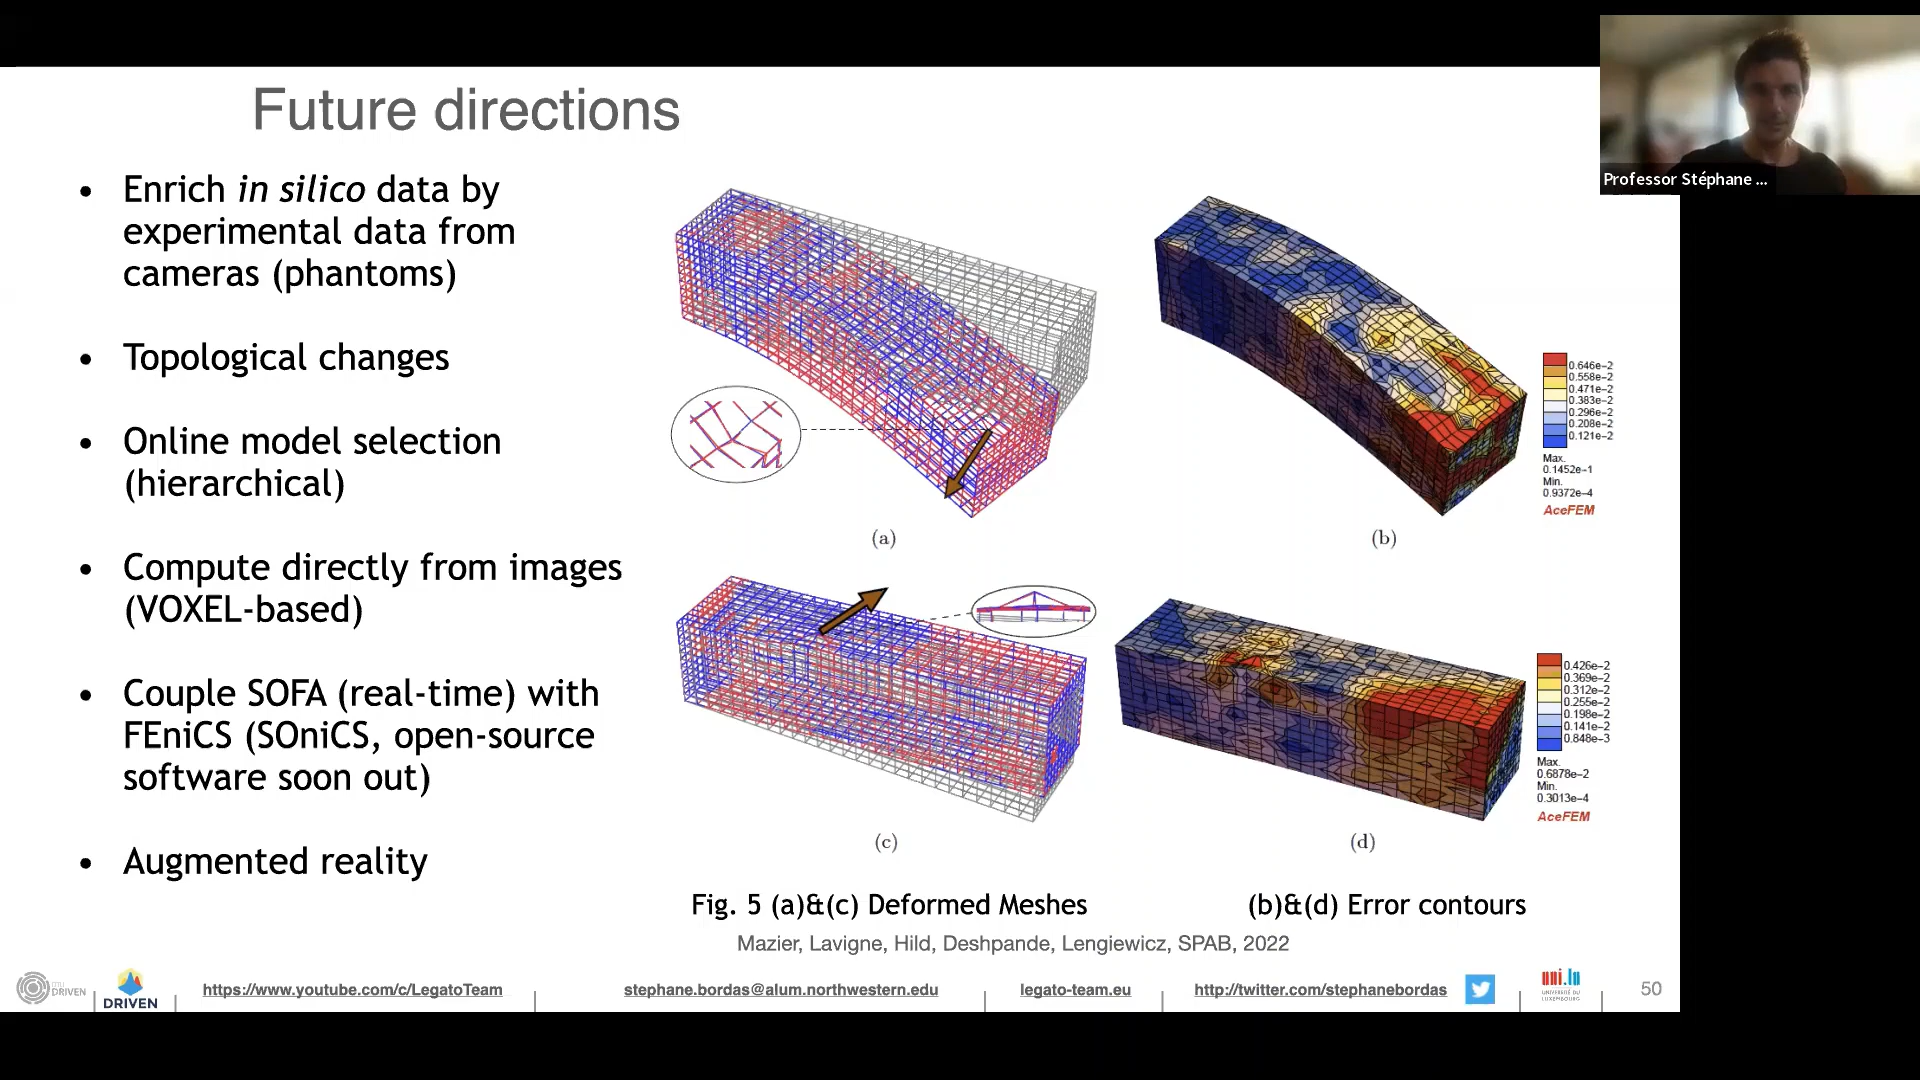 Future directions
Professor Stéphane ...
• Enrich in silico data by
experimental data from
cameras (phantoms)
• Topological changes
• Online model selection
(hierarchical)
• Compute directly from images
(VOXEL-based)
• Couple SOFA (real-time) with
FEniCS (SOniCS, open-source
software soon out)
• Augmented reality
(a)
0.646e-2
0.558e-2
0.471e-2
0.383e-2
0.296e-2
0.208e-2
0.121e-2
Max.
0.1452e-1
Min.
0.9372e-4
AceFEM
(b)
(c)
0.426e-2
0.369e-2
0.312e-2
0.255e-2
0.198e-2
0.141e-2
0.848e-3
Max.
0.6878e-2
Min.
0.3013e-4
AceFEM
(d)
Fig. 5 (a)&(c) Deformed Meshes
(b)&(d) Error contours
Mazier, Lavigne, Hild, Deshpande, Lengiewicz, SPAB, 2022
DRIVEN
DRIVEN
https://www.youtube.com/c/LegatoTeam
stephane.bordas@alum.northwestern.edu
legato-team.eu
http://twitter.com/stephanebordas
uni.lu
UNIVERSITÉ DU
LUXEMBOURG
50